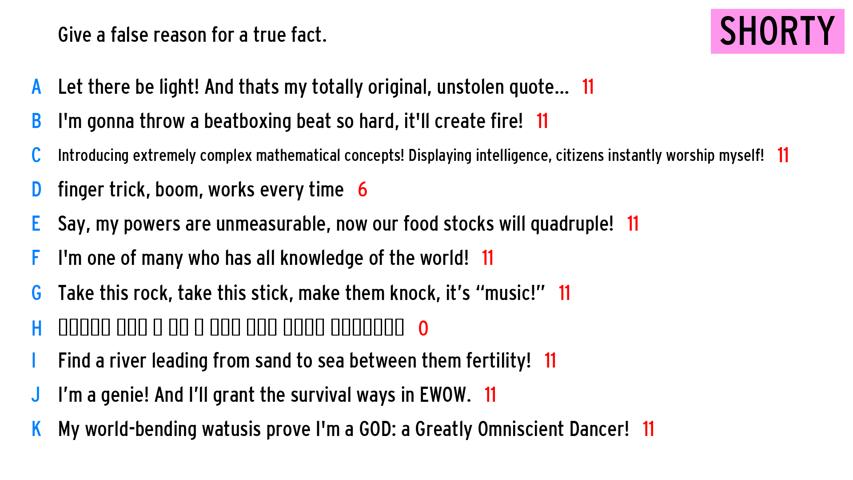 Give a false reason for a true fact.
SHORTY
A Let there be light! And thats my totally original, unstolen quote... 11
B I'm gonna throw a beatboxing beat so hard, it'll create fire! 11
C Introducing extremely complex mathematical concepts! Displaying intelligence, citizens instantly worship myself! 11
D finger trick, boom, works every time 6
E Say, my powers are unmeasurable, now our food stocks will quadruple! 11
F I'm one of many who has all knowledge of the world! 11
G Take this rock, take this stick, make them knock, it’s “music!” 11
H 0
I Find a river leading from sand to sea between them fertility! 11
J I’m a genie! And I’ll grant the survival ways in EWOW. 11
K My world-bending watusis prove I'm a GOD: a Greatly Omniscient Dancer! 11